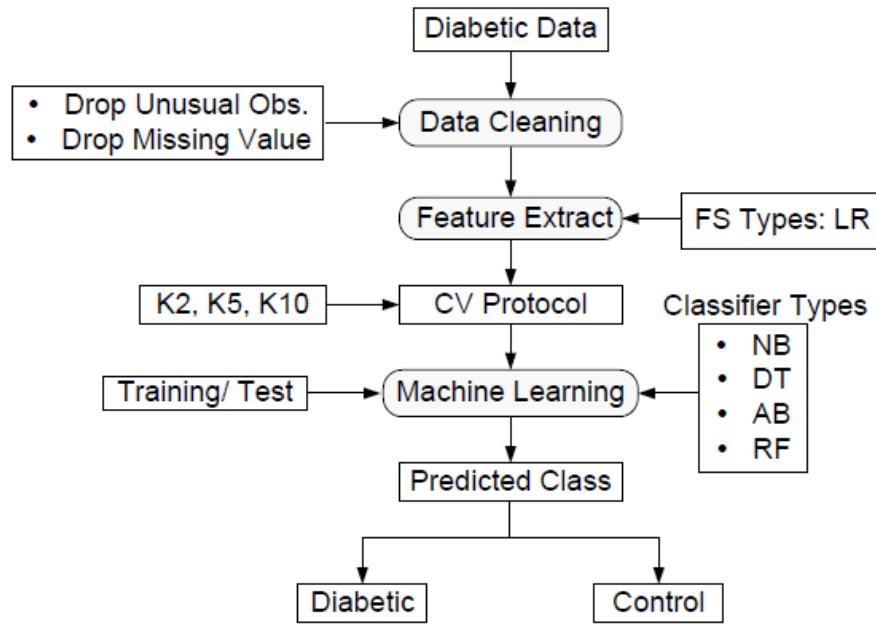 Diabetic Data
• Drop Unusual Obs.
• Drop Missing Value
Data Cleaning
Feature Extract
FS Types: LR
K2, K5, K10
CV Protocol
Classifier Types
• NB
• DT
• AB
• RF
Training/ Test
Machine Learning
Predicted Class
Diabetic
Control